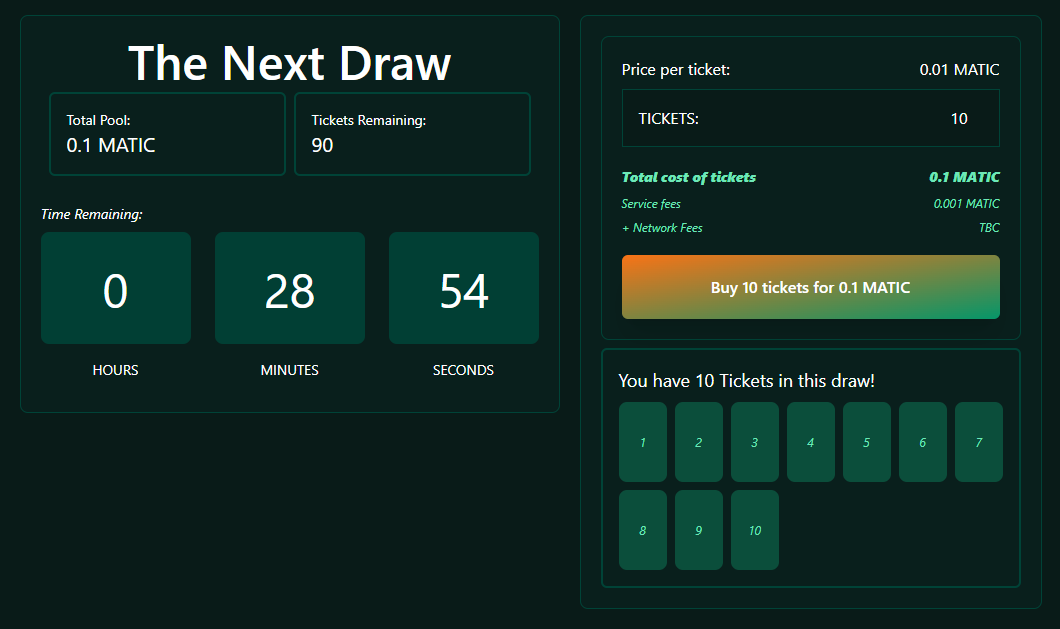 The Next Draw
Total Pool:
0.1 MATIC
Tickets Remaining:
90
Time Remaining:
0
28
54
HOURS
MINUTES
SECONDS
Price per ticket:
0.01 MATIC
TICKETS:
10
Total cost of tickets
0.1 MATIC
Service fees
0.001 MATIC
+ Network Fees
TBC
Buy 10 tickets for 0.1 MATIC
You have 10 Tickets in this draw!
1 2 3 4 5 6 7
8 9 10